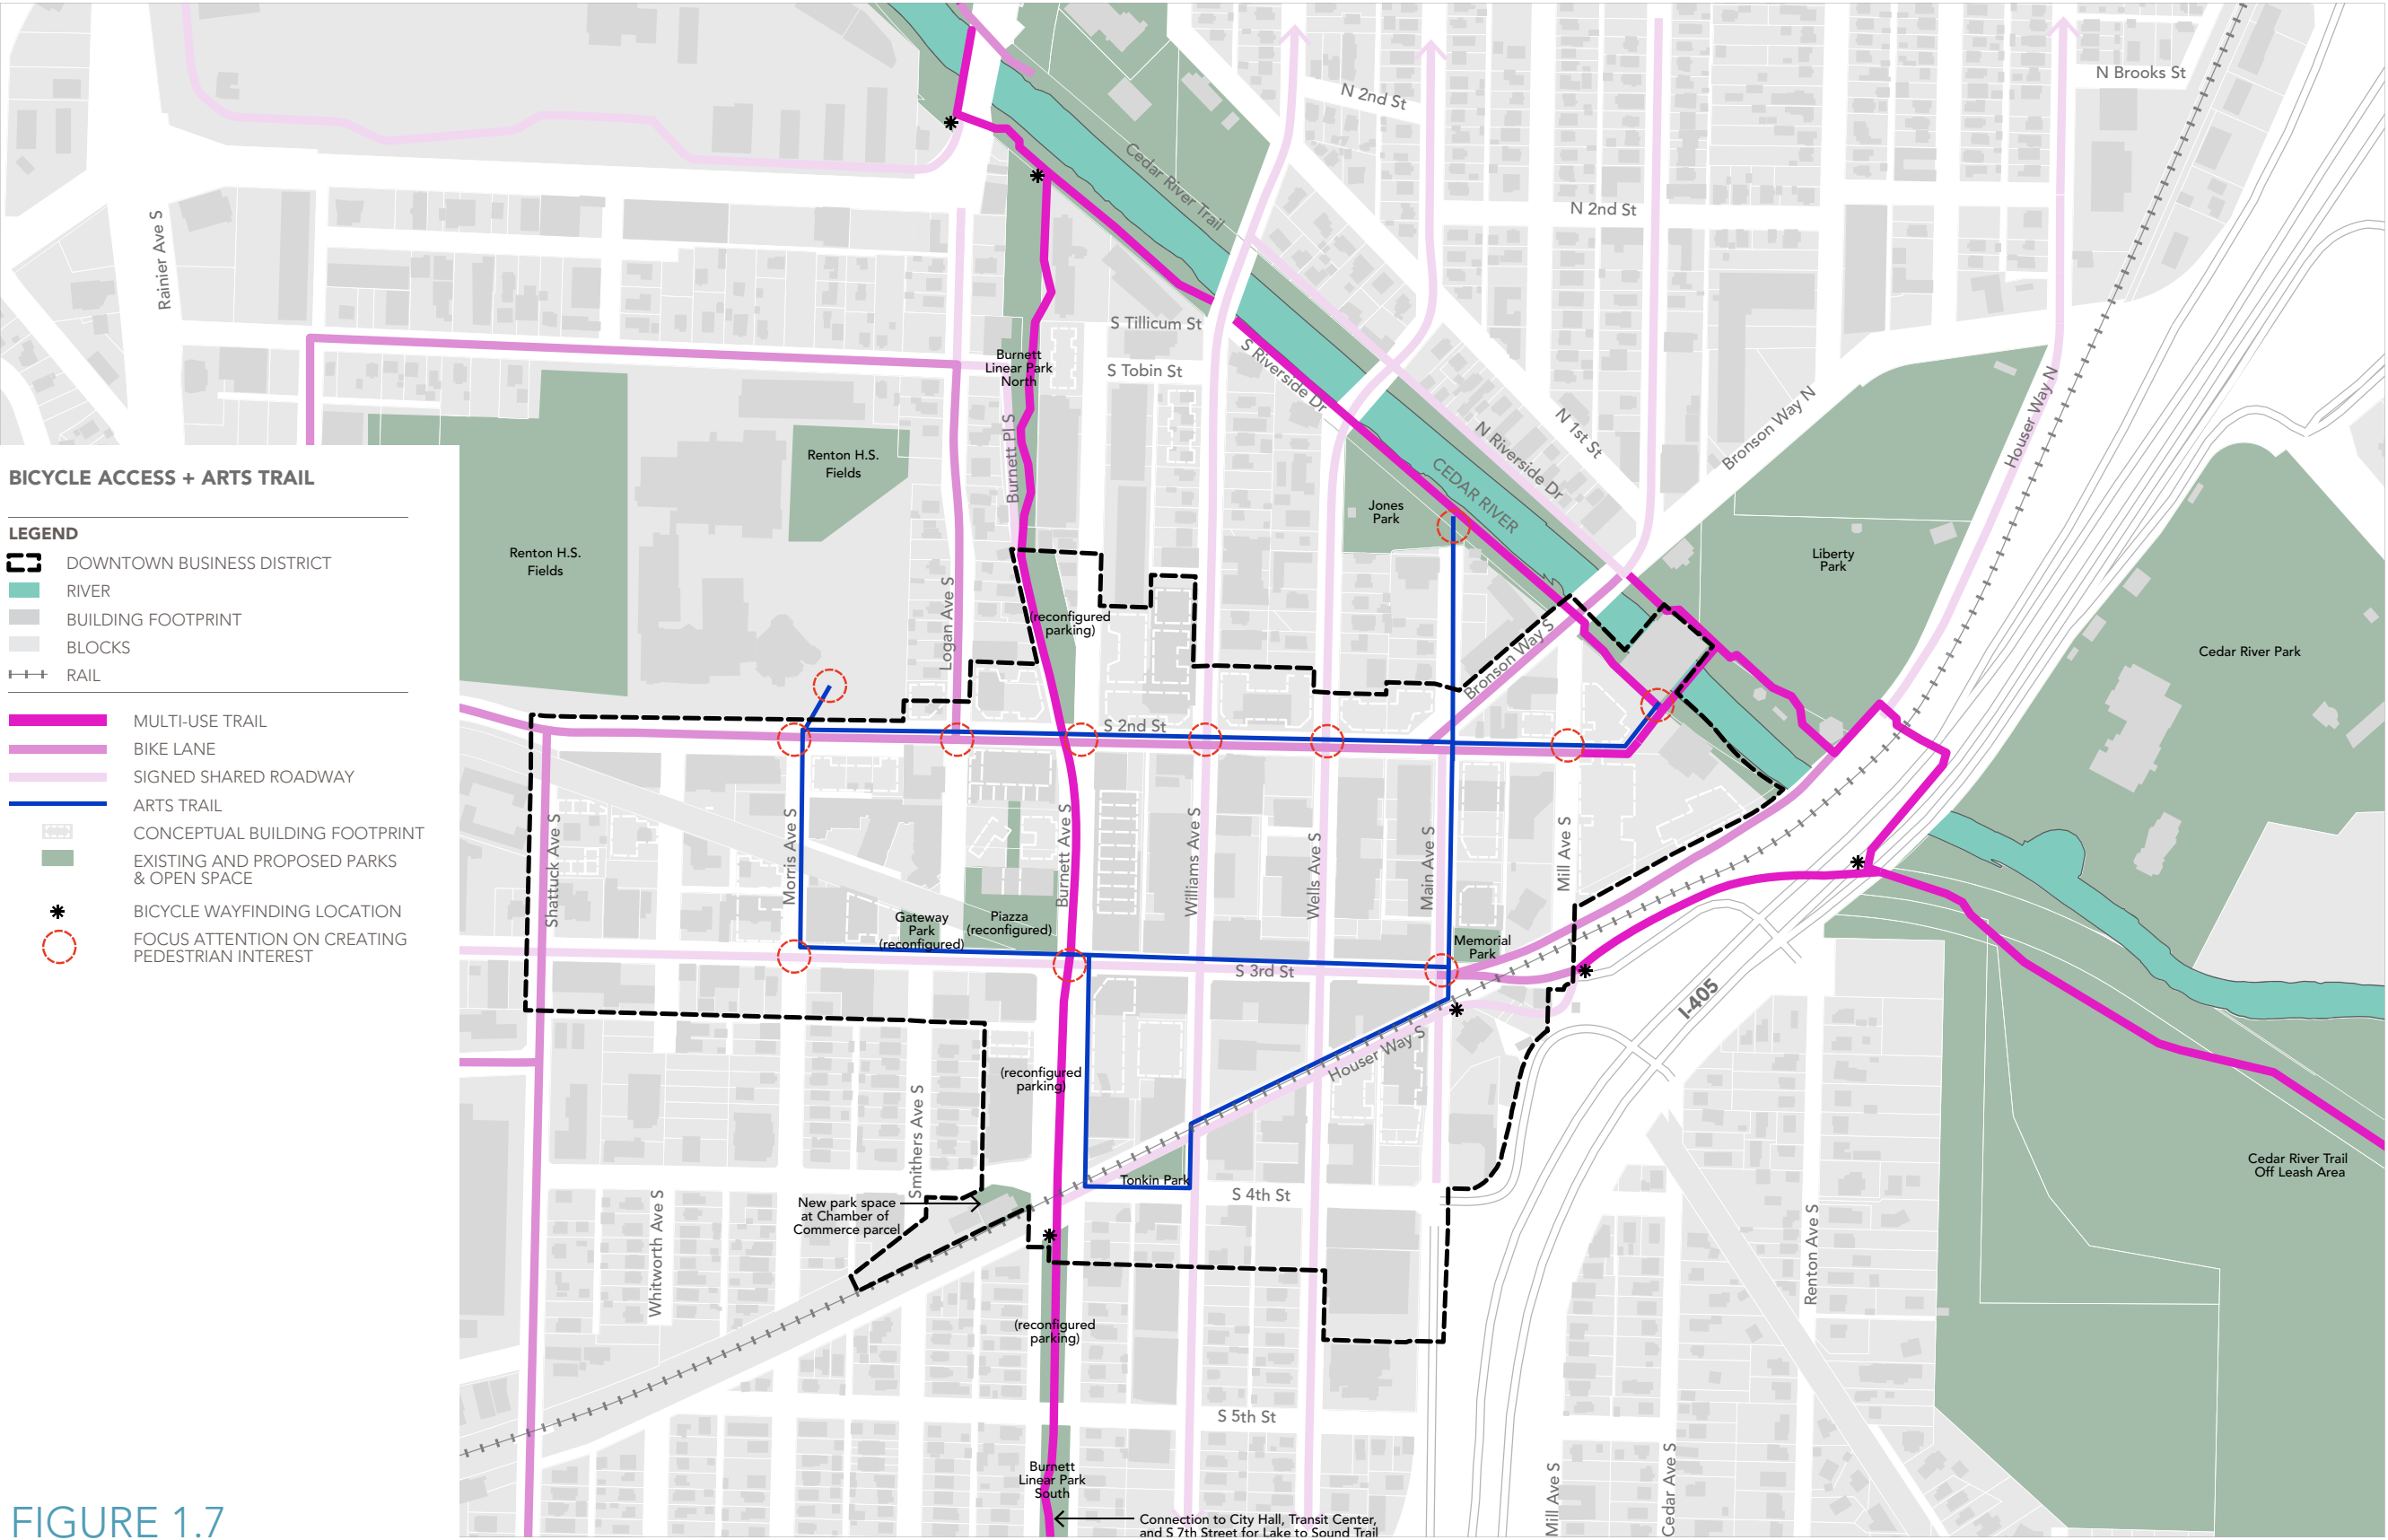 N Brooks St
N 2nd St
Cedar River Trail
N 2nd St
Rainier Ave S
S Tillicum St
Burnett
Linear Park
North
S Tobin St
S Riverside Dr
N 1st St
N Riverside Dr
Bronson Way N
Houser Way N
Burnett Pl S
CEDAR RIVER
Renton H.S.
Fields
Jones
Park
Renton H.S.
Fields
Liberty
Park
Logan Ave S
(reconfigured
parking)
Cedar River Park
Bronson Way S
S 2nd St
Shattuck Ave S
Morris Ave S
Burnett Ave S
Williams Ave S
Wells Ave S
Main Ave S
Mill Ave S
Gateway
Park
(reconfigured)
Piazza
(reconfigured)
Memorial
Park
S 3rd St
I-405
Houser Way S
(reconfigured
parking)
Smithers Ave S
Whitworth Ave S
Tonkin Park
S 4th St
New park space
at Chamber of
Commerce parcel
Cedar River Trail
Off Leash Area
Renton Ave S
(reconfigured
parking)
S 5th St
Burnett
Linear Park
South
Mill Ave S
Cedar Ave S
Connection to City Hall, Transit Center,
and S 7th Street for Lake to Sound Trail
BICYCLE ACCESS + ARTS TRAIL
LEGEND
DOWNTOWN BUSINESS DISTRICT
RIVER
BUILDING FOOTPRINT
BLOCKS
RAIL
MULTI-USE TRAIL
BIKE LANE
SIGNED SHARED ROADWAY
ARTS TRAIL
CONCEPTUAL BUILDING FOOTPRINT
EXISTING AND PROPOSED PARKS
& OPEN SPACE
BICYCLE WAYFINDING LOCATION
FOCUS ATTENTION ON CREATING
PEDESTRIAN INTEREST
FIGURE 1.7